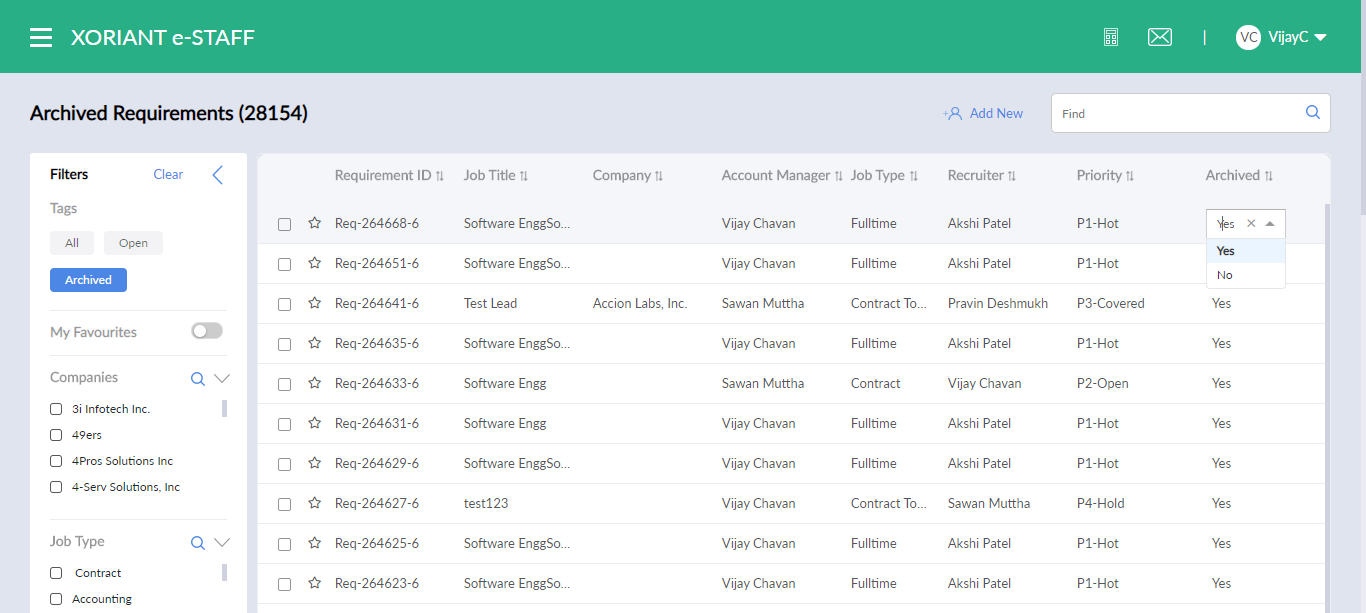 XORIANT e-STAFF
VC VijayC
Archived Requirements (28154)
Add New
Find
Filters Clear
Tags
All Open
Archived
My Favourites
Companies
3i Infotech Inc.
49ers
4Pros Solutions Inc
4-Serv Solutions, Inc
Job Type
Contract
Accounting
Requirement ID Job Title Company Account Manager Job Type Recruiter Priority Archived
Req-264668-6 Software EnggSo... Vijay Chavan Fulltime Akshi Patel P1-Hot Yes
Yes
No
Req-264651-6 Software EnggSo... Vijay Chavan Fulltime Akshi Patel P1-Hot
Req-264641-6 Test Lead Accion Labs, Inc. Sawan Muttha Contract To... Pravin Deshmukh P3-Covered Yes
Req-264635-6 Software EnggSo... Vijay Chavan Fulltime Akshi Patel P1-Hot Yes
Req-264633-6 Software Engg Sawan Muttha Contract Vijay Chavan P2-Open Yes
Req-264631-6 Software Engg Vijay Chavan Fulltime Akshi Patel P1-Hot Yes
Req-264629-6 Software EnggSo... Vijay Chavan Fulltime Akshi Patel P1-Hot Yes
Req-264627-6 test123 Vijay Chavan Contract To... Sawan Muttha P4-Hold Yes
Req-264625-6 Software EnggSo... Vijay Chavan Fulltime Akshi Patel P1-Hot Yes
Req-264623-6 Software EnggSo... Vijay Chavan Fulltime Akshi Patel P1-Hot Yes